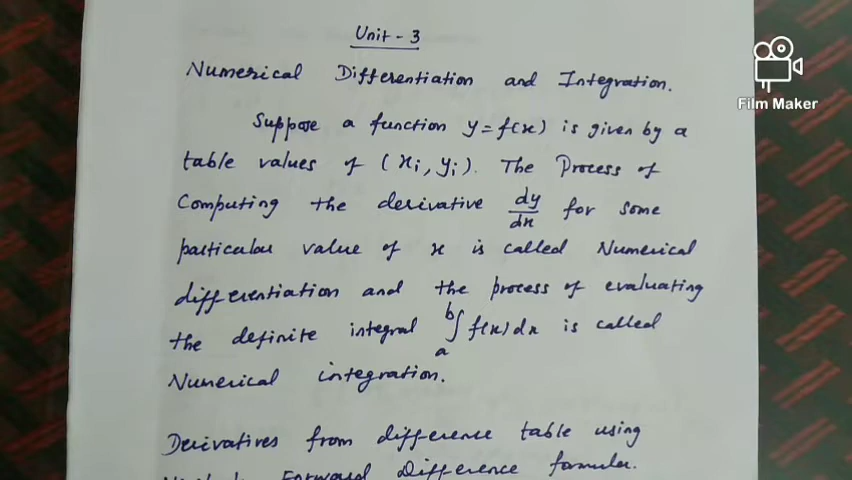 Unit - 3
Numerical Differentiation and Integration.
Film Maker
Suppose a function y = f(x) is given by a
table values of (xi, yi). The Process of
Computing the derivative dy/dx for some
particular value of x is called Numerical
differentiation and the process of evaluating
the definite integral ∫ₐᵇ f(x) dx is called
Numerical integration.
Derivatives from difference table using
Forward Difference formula.